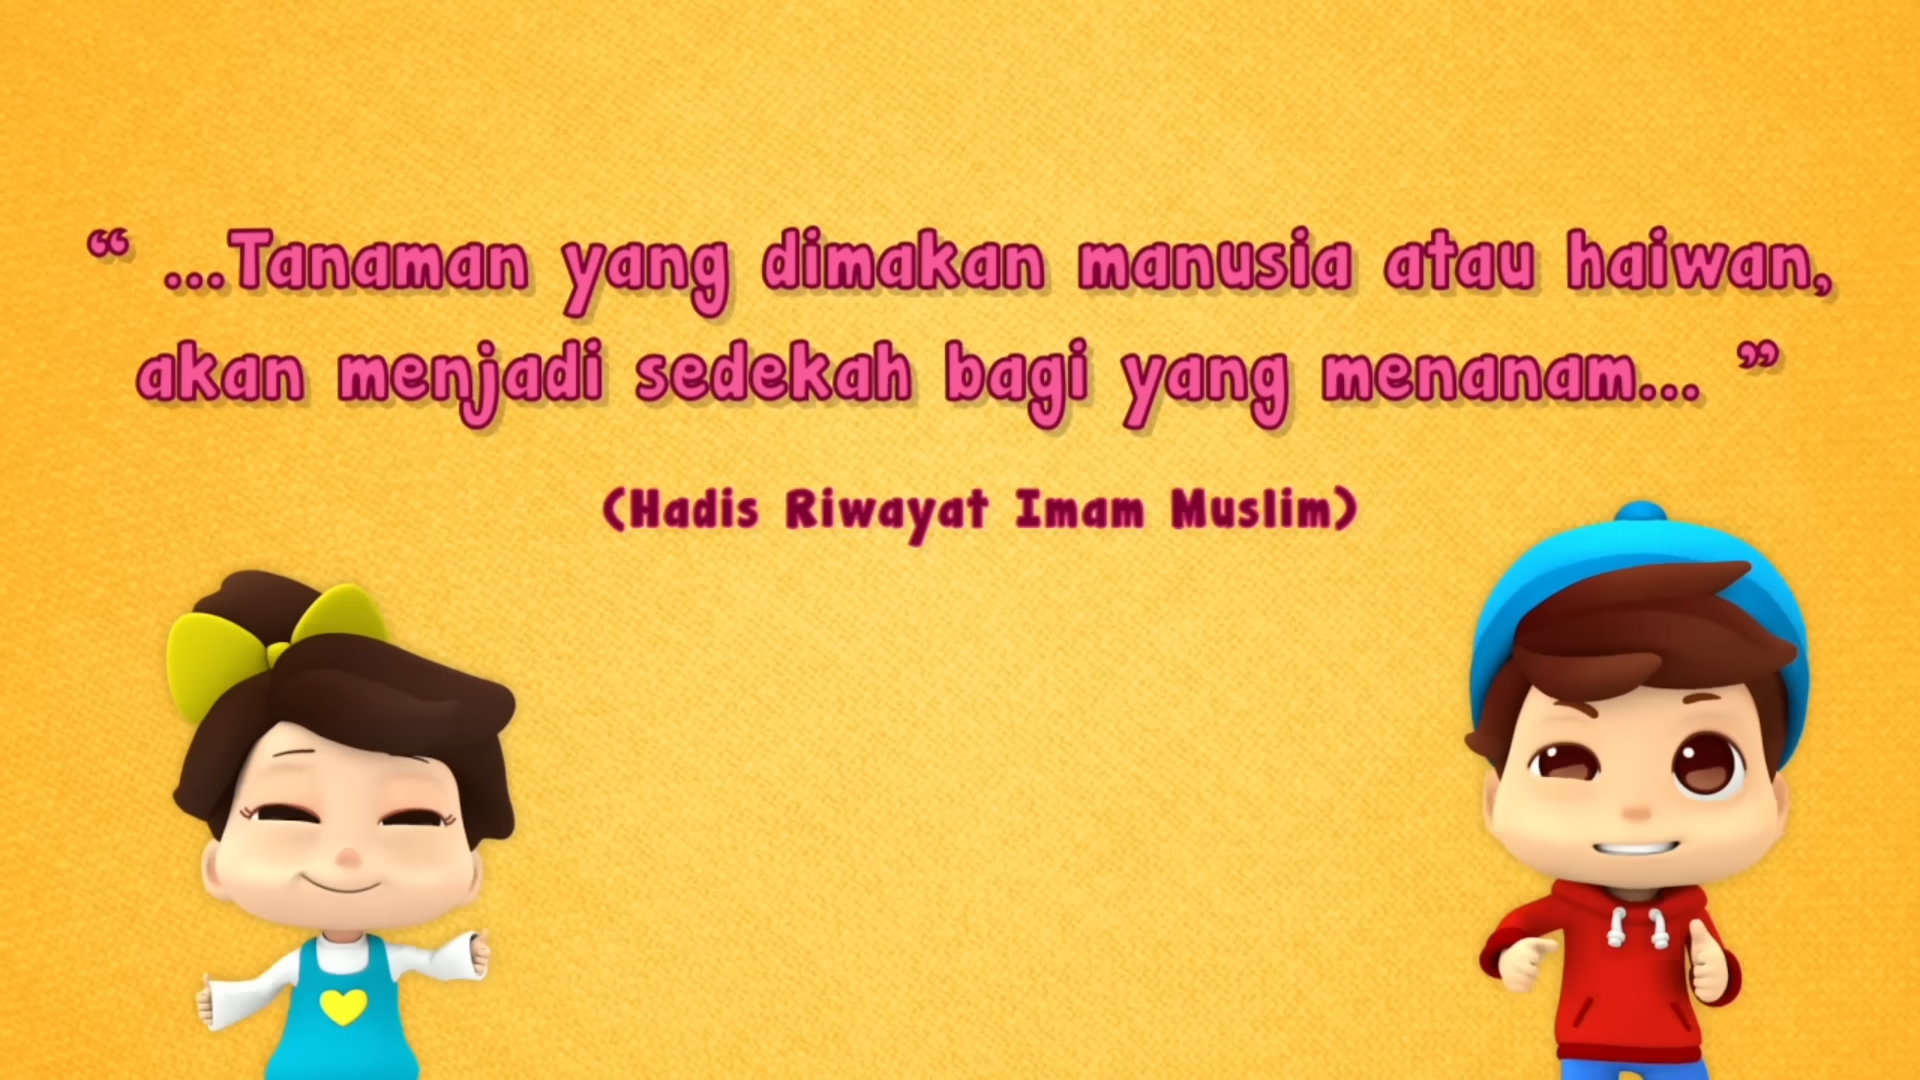 “ ...Tanaman yang dimakan manusia atau haiwan,
akan menjadi sedekah bagi yang menanam... ”
(Hadis Riwayat Imam Muslim)